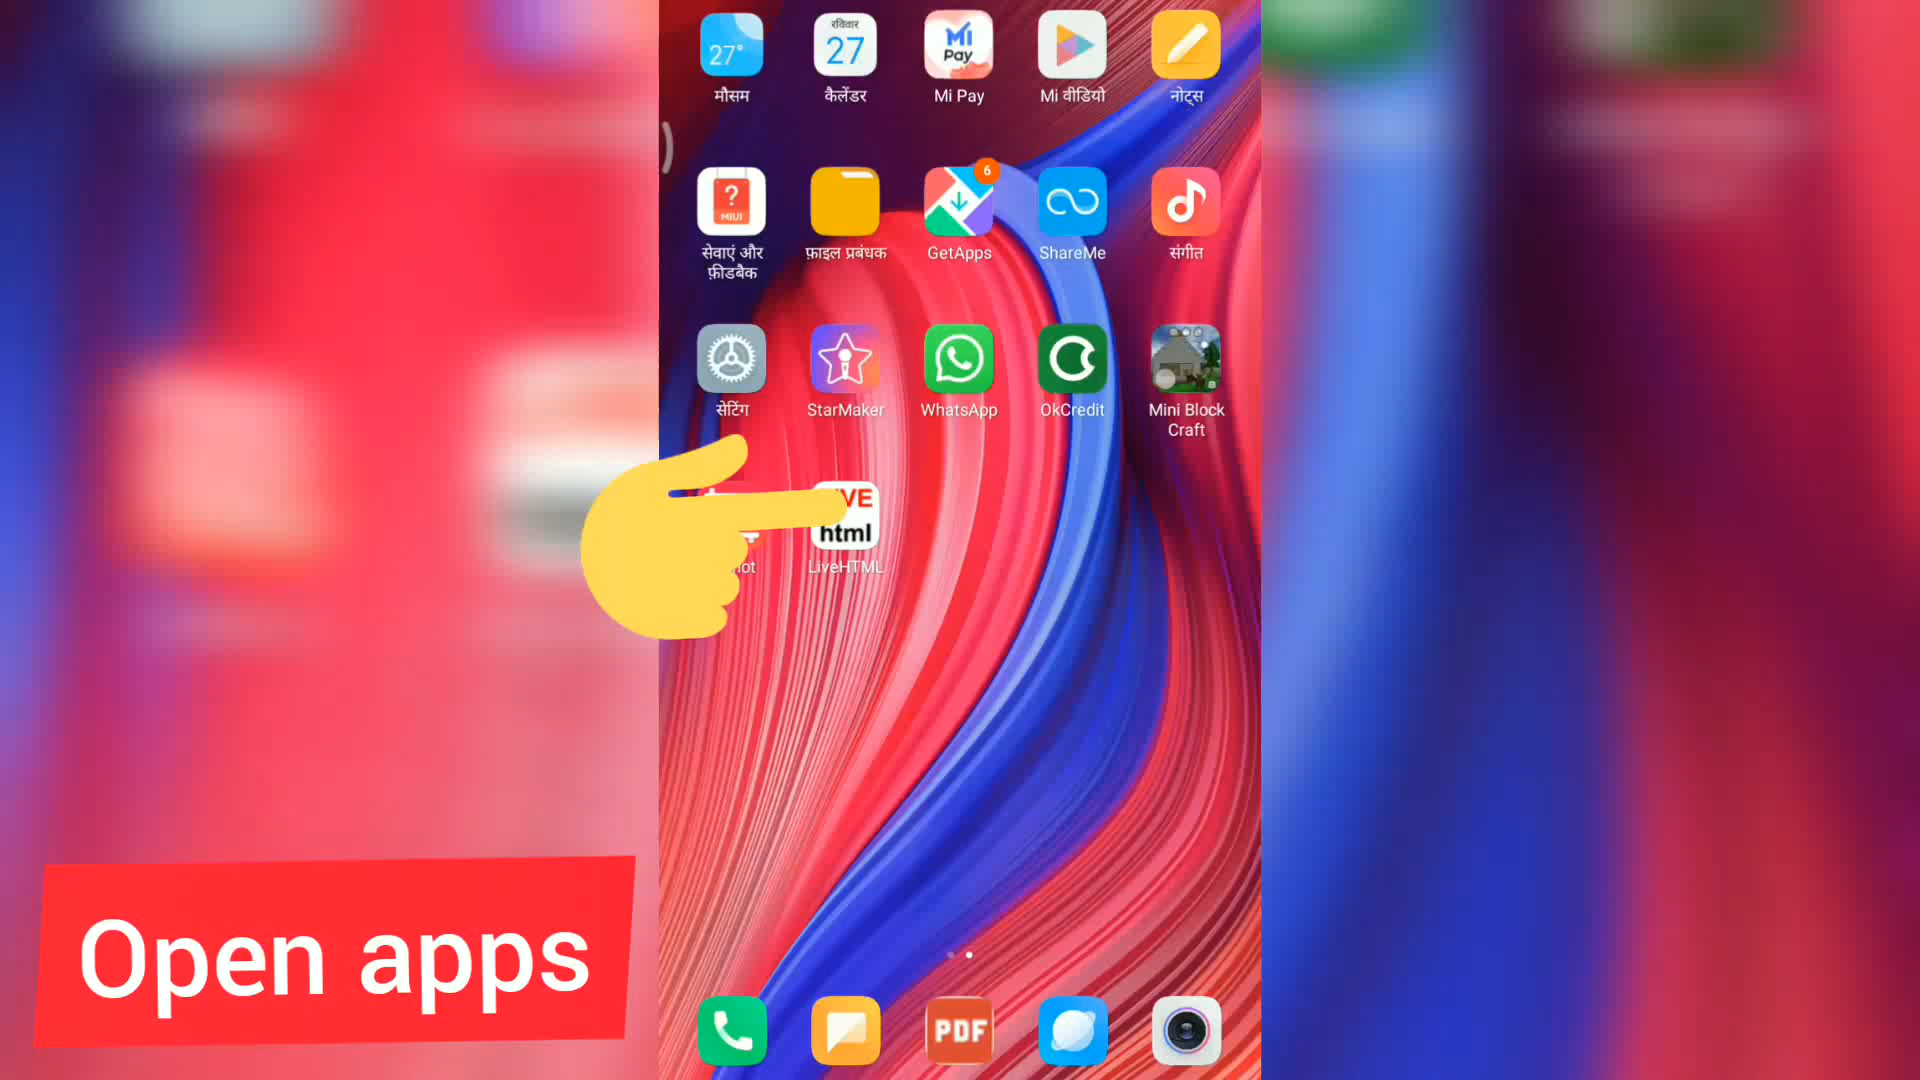 27°
रविवार
27
Mi
Pay
मौसम
कैलेंडर
Mi Pay
Mi वीडियो
नोट्स
?
MIUI
6
सेवाएं और
फ़ीडबैक
फ़ाइल प्रबंधक
GetApps
ShareMe
संगीत
सेटिंग
StarMaker
WhatsApp
OkCredit
Mini Block
Craft
html
LiveHTML
Open apps
PDF